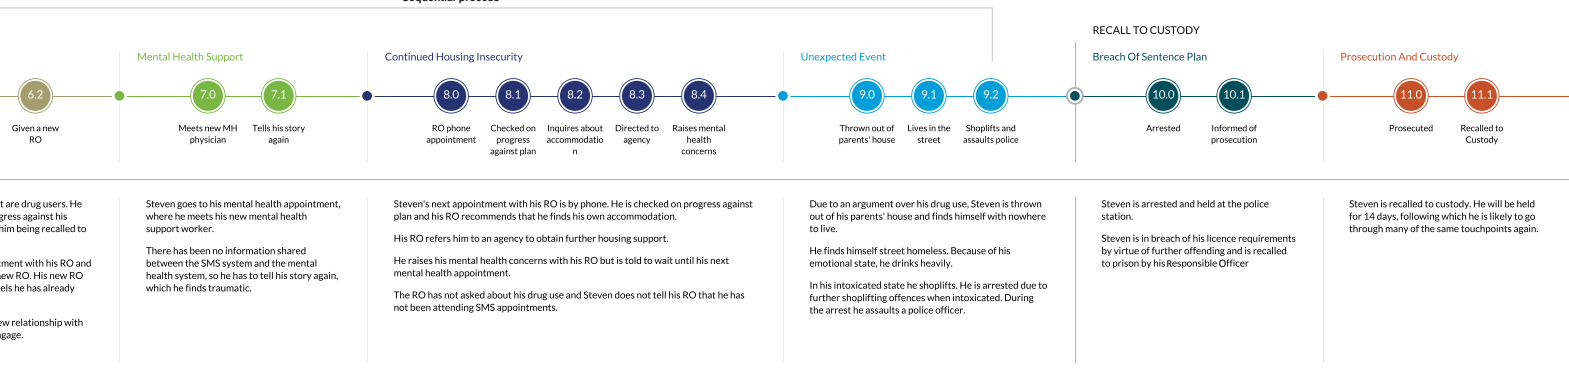 Sequential process
RECALL TO CUSTODY
Mental Health Support
Continued Housing Insecurity
Unexpected Event
Breach Of Sentence Plan
Prosecution And Custody
6.2
7.0
7.1
8.0
8.1
8.2
8.3
8.4
9.0
9.1
9.2
10.0
10.1
11.0
11.1
Given a new
RO
Meets new MH
physician
Tells his story
again
RO phone
appointment
Checked on
progress
against plan
Inquires about
accommodatio
n
Directed to
agency
Raises mental
health
concerns
Thrown out of
parents' house
Lives in the
street
Shoplifts and
assaults police
Arrested
Informed of
prosecution
Prosecuted
Recalled to
Custody
t are drug users. He
gress against his
him being recalled to
ment with his RO and
new RO. His new RO
els he has already
ew relationship with
ngage.
Steven goes to his mental health appointment,
where he meets his new mental health
support worker.
There has been no information shared
between the SMS system and the mental
health system, so he has to tell his story again,
which he finds traumatic.
Steven's next appointment with his RO is by phone. He is checked on progress against
plan and his RO recommends that he finds his own accommodation.
His RO refers him to an agency to obtain further housing support.
He raises his mental health concerns with his RO but is told to wait until his next
mental health appointment.
The RO has not asked about his drug use and Steven does not tell his RO that he has
not been attending SMS appointments.
Due to an argument over his drug use, Steven is thrown
out of his parents' house and finds himself with nowhere
to live.
He finds himself street homeless. Because of his
emotional state, he drinks heavily.
In his intoxicated state he shoplifts. He is arrested due to
further shoplifting offences when intoxicated. During
the arrest he assaults a police officer.
Steven is arrested and held at the police
station.
Steven is in breach of his licence requirements
by virtue of further offending and is recalled
to prison by his Responsible Officer
Steven is recalled to custody. He will be held
for 14 days, following which he is likely to go
through many of the same touchpoints again.